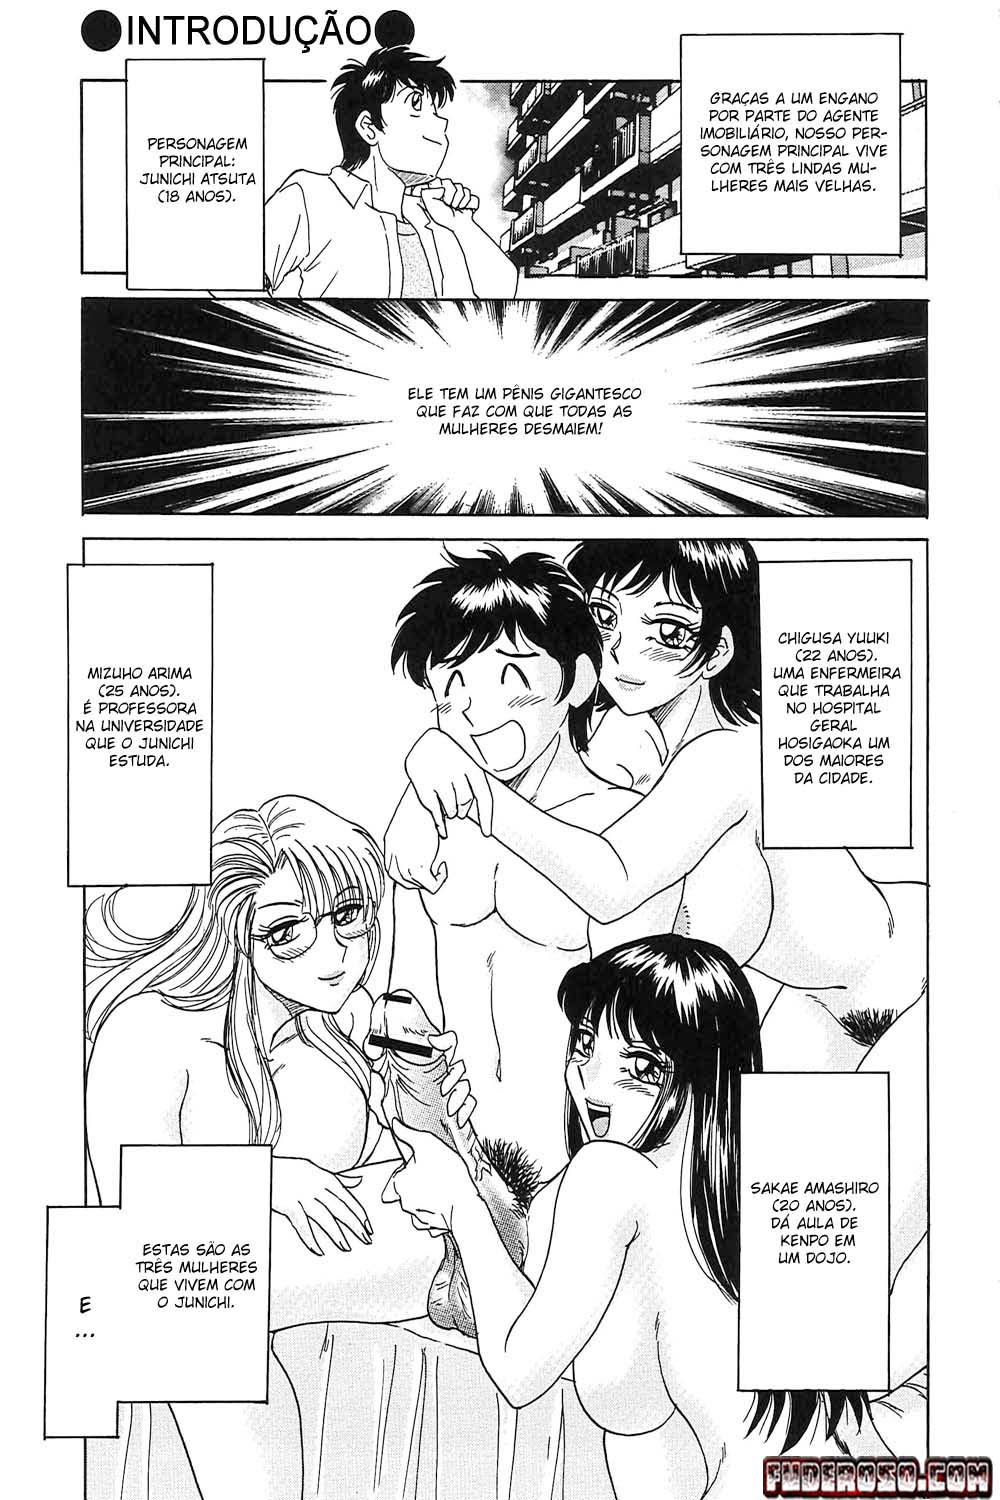 ●INTRODUÇÃO●
PERSONAGEM
PRINCIPAL:
JUNICHI ATSUTA
(18 ANOS).
GRAÇAS A UM ENGANO
POR PARTE DO AGENTE
IMOBILIÁRIO, NOSSO PER-
SONAGEM PRINCIPAL VIVE
COM TRÊS LINDAS MU-
LHERES MAIS VELHAS.
ELE TEM UM PÊNIS GIGANTESCO
QUE FAZ COM QUE TODAS AS
MULHERES DESMAIEM!
MIZUHO ARIMA
(25 ANOS).
É PROFESSORA
NA UNIVERSIDADE
QUE O JUNICHI
ESTUDA.
CHIGUSA YUUKI
(22 ANOS).
UMA ENFERMEIRA
QUE TRABALHA
NO HOSPITAL
GERAL
HOSIGAOKA UM
DOS MAIORES
DA CIDADE.
SAKAE AMASHIRO
(20 ANOS).
DÁ AULA DE
KENPO EM
UM DOJO.
ESTAS SÃO AS
TRÊS MULHERES
QUE VIVEM COM
O JUNICHI.
E
...
FUDEROSO.COM